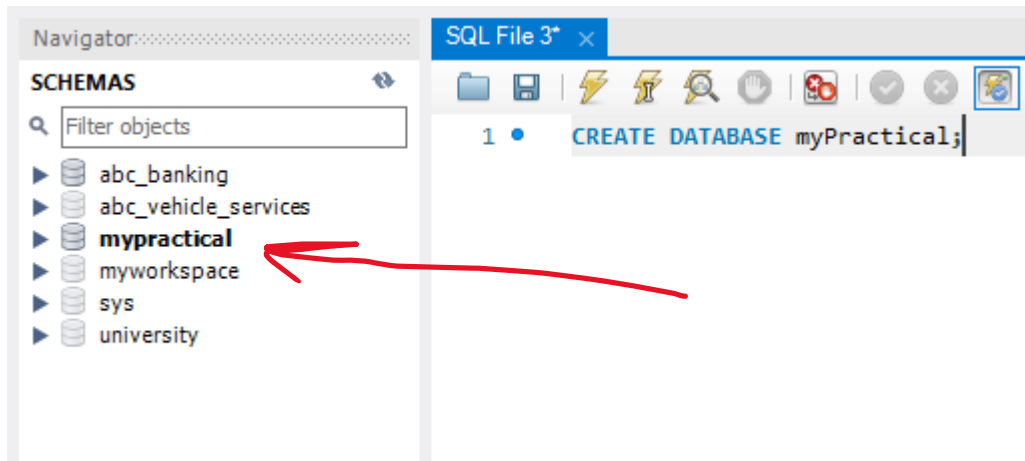 Navigator
SCHEMAS
Filter objects
abc_banking
abc_vehicle_services
mypractical
myworkspace
sys
university
SQL File 3*
1 CREATE DATABASE myPractical;